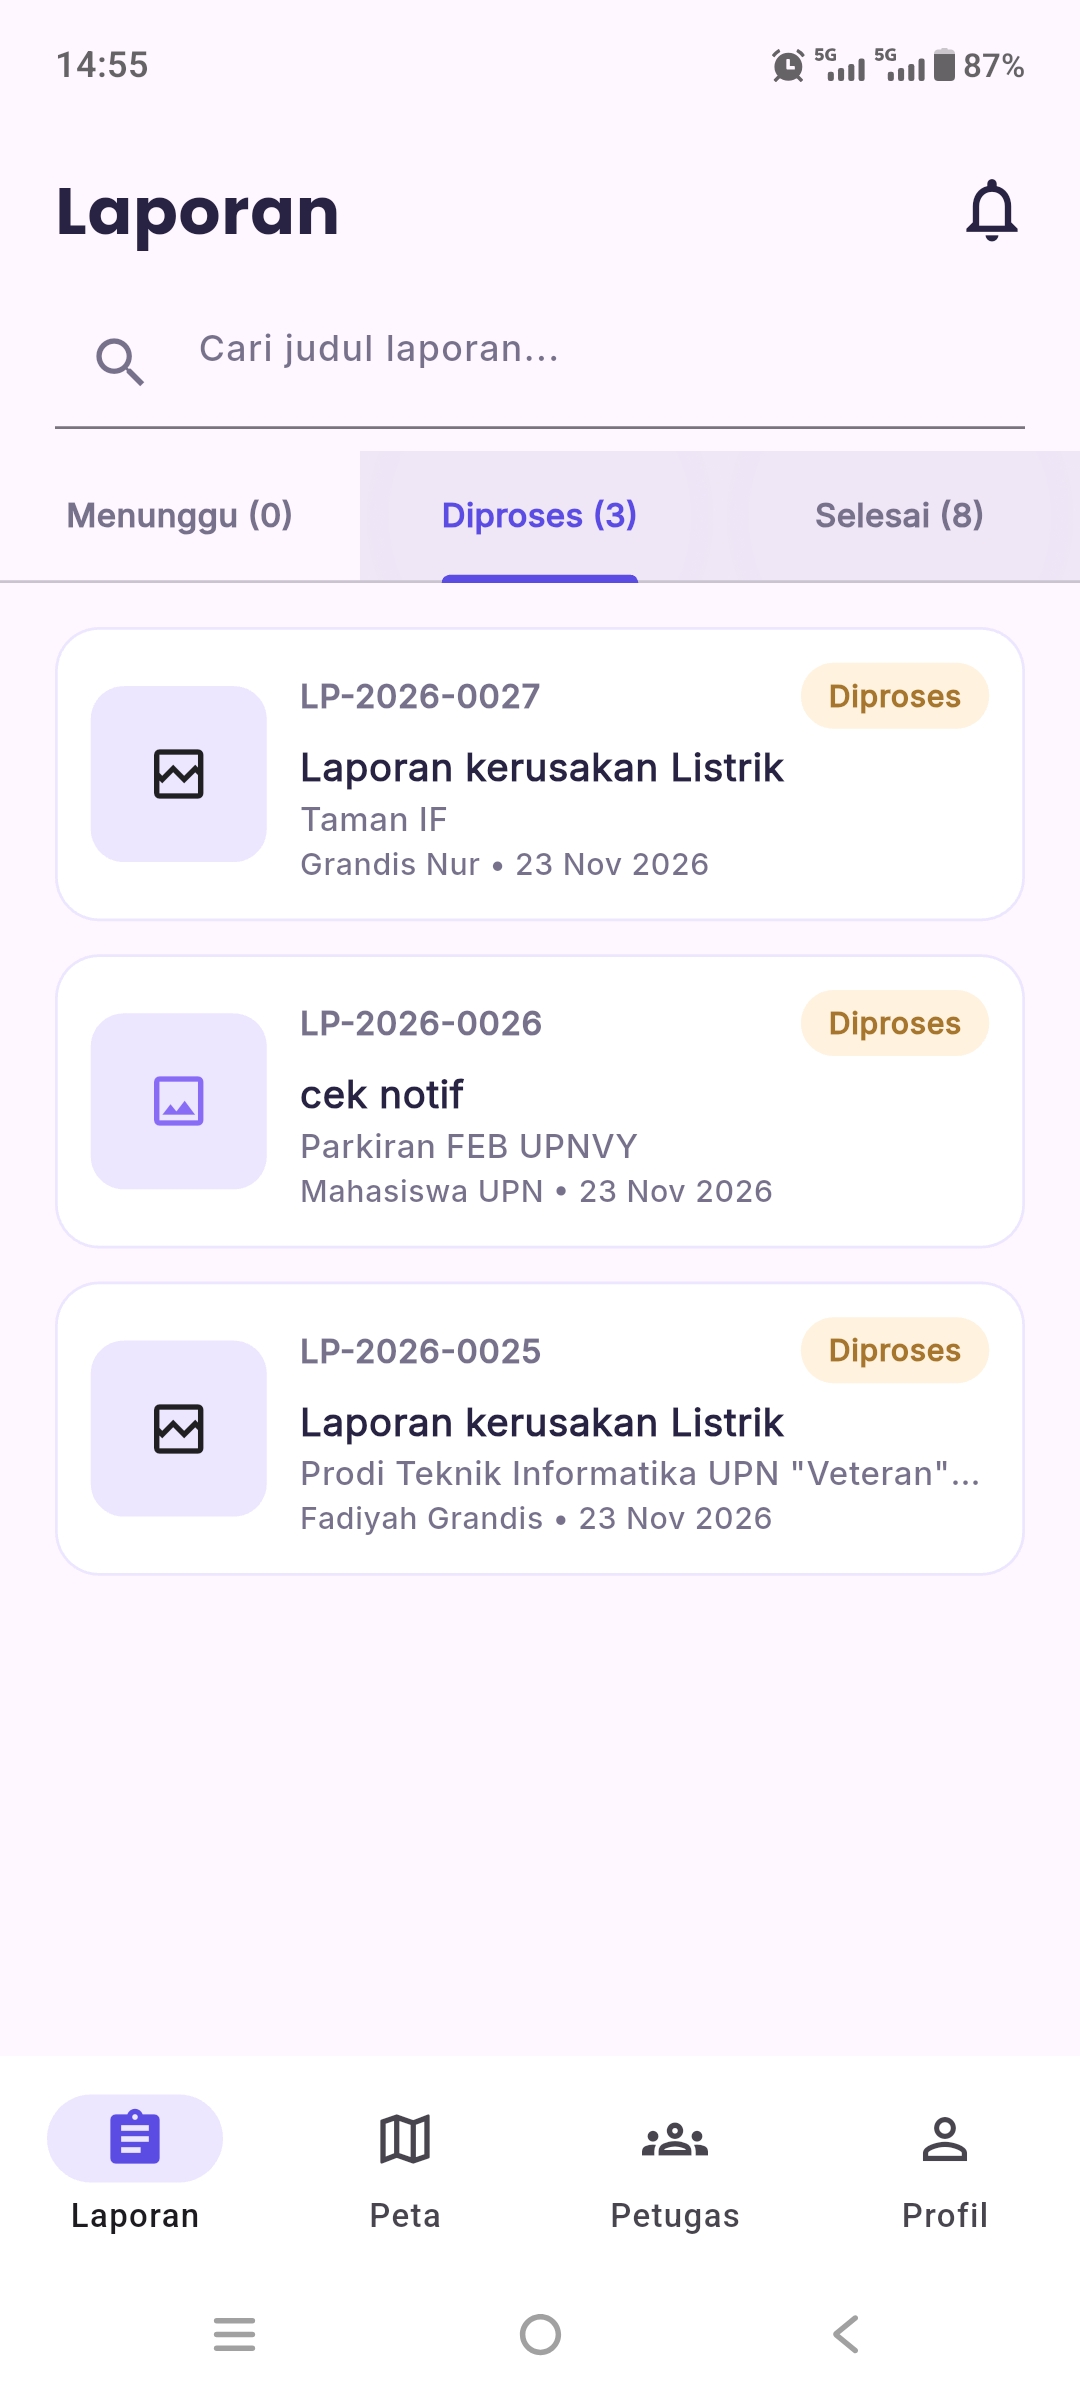 14:55
5G 5G 87%
Laporan
Cari judul laporan...
Menunggu (0) Diproses (3) Selesai (8)
LP-2026-0027 Diproses
Laporan kerusakan Listrik
Taman IF
Grandis Nur • 23 Nov 2026
LP-2026-0026 Diproses
cek notif
Parkiran FEB UPNVY
Mahasiswa UPN • 23 Nov 2026
LP-2026-0025 Diproses
Laporan kerusakan Listrik
Prodi Teknik Informatika UPN "Veteran"...
Fadiyah Grandis • 23 Nov 2026
Laporan Peta Petugas Profil